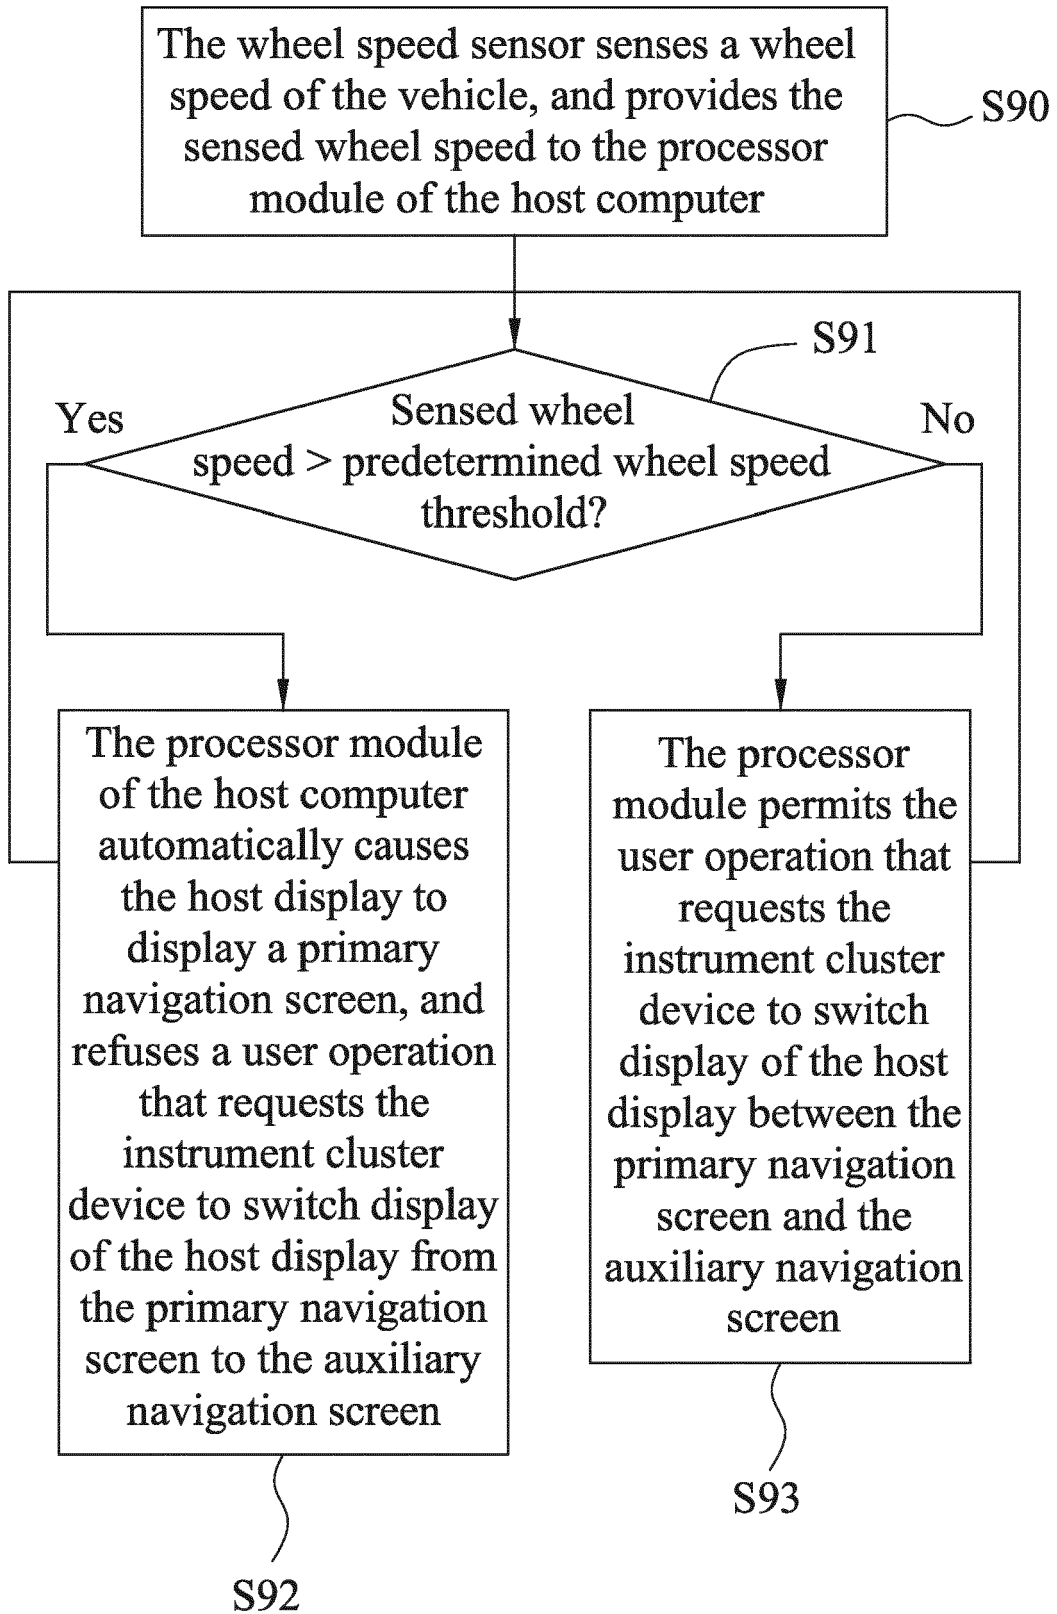 The wheel speed sensor senses a wheel
speed of the vehicle, and provides the
sensed wheel speed to the processor
module of the host computer
S90
S91
Yes
No
Sensed wheel
speed > predetermined wheel speed
threshold?
The processor module
of the host computer
automatically causes
the host display to
display a primary
navigation screen, and
refuses a user operation
that requests the
instrument cluster
device to switch display
of the host display from
the primary navigation
screen to the auxiliary
navigation screen
S92
The processor
module permits the
user operation that
requests the
instrument cluster
device to switch
display of the host
display between the
primary navigation
screen and the
auxiliary navigation
screen
S93